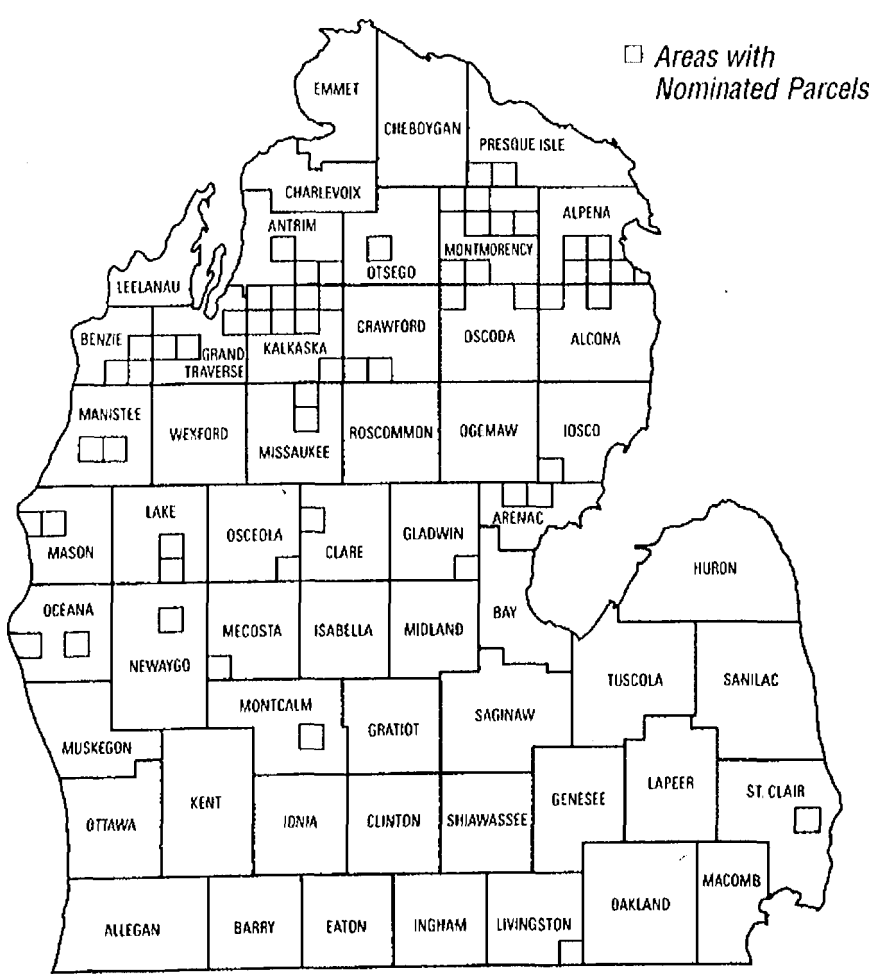 Areas with
Nominated Parcels
EMMET
CHEBOYGAN
PRESQUE ISLE
CHARLEVOIX
ANTRIM
OTSEGO
MONTMORENCY
ALPENA
LEELANAU
BENZIE
GRAND
TRAVERSE
KALKASKA
CRAWFORD
OSCODA
ALCONA
MANISTEE
WEXFORD
MISSAUKEE
ROSCOMMON
OGEMAW
IOSCO
MASON
LAKE
OSCEOLA
CLARE
GLADWIN
ARENAC
HURON
OCEANA
NEWAYGO
MECOSTA
ISABELLA
MIDLAND
BAY
TUSCOLA
SANILAC
MUSKEGON
MONTCALM
GRATIOT
SAGINAW
OTTAWA
KENT
IONIA
CLINTON
SHIAWASSEE
GENESEE
LAPEER
ST. CLAIR
ALLEGAN
BARRY
EATON
INGHAM
LIVINGSTON
OAKLAND
MACOMB